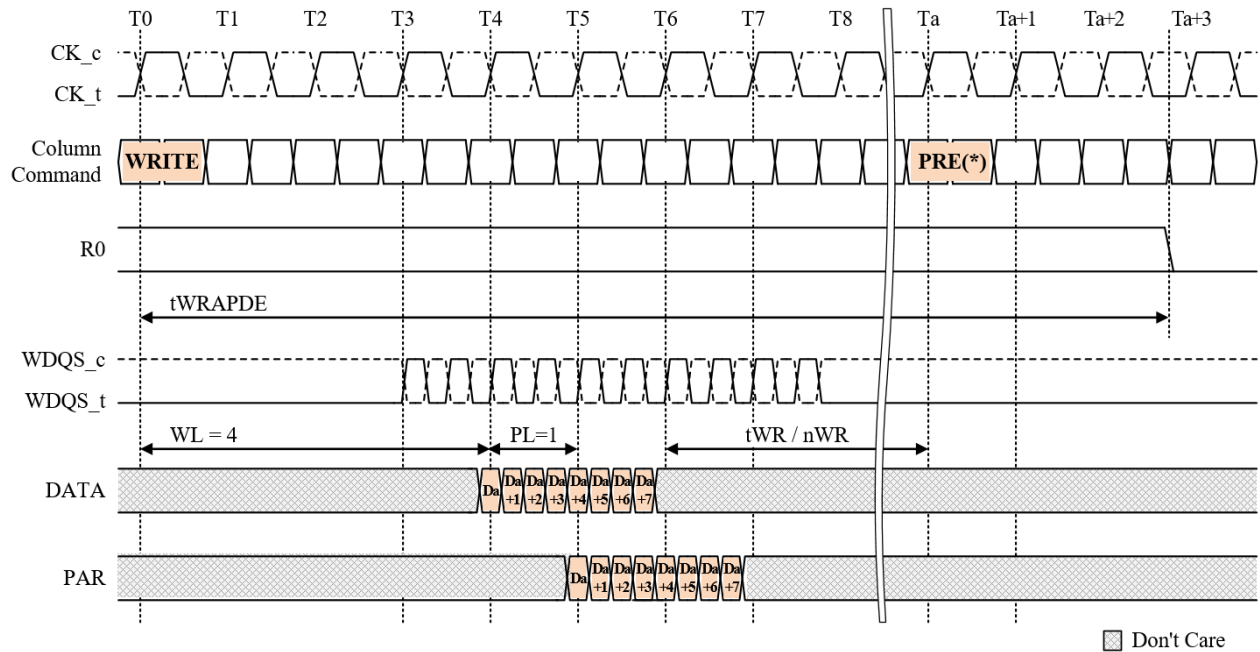 T0 T1 T2 T3 T4 T5 T6 T7 T8 Ta Ta+1 Ta+2 Ta+3
CK_c
CK_t
Column
Command
WRITE PRE(*)
R0
tWRAPDE
WDQS_c
WDQS_t
WL = 4 PL=1 tWR / nWR
DATA Da Da+1 Da+2 Da+3 Da+4 Da+5 Da+6 Da+7
PAR Da Da+1 Da+2 Da+3 Da+4 Da+5 Da+6 Da+7
Don't Care